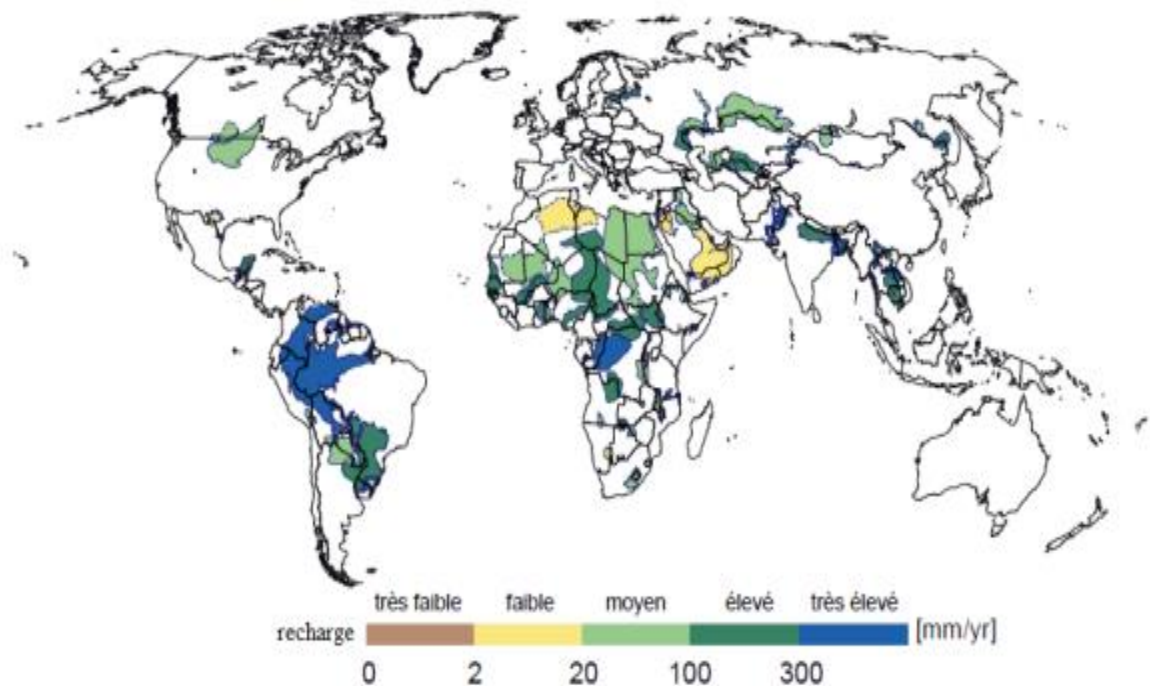 très faible faible moyen élevé très élevé
recharge [mm/yr]
0 2 20 100 300